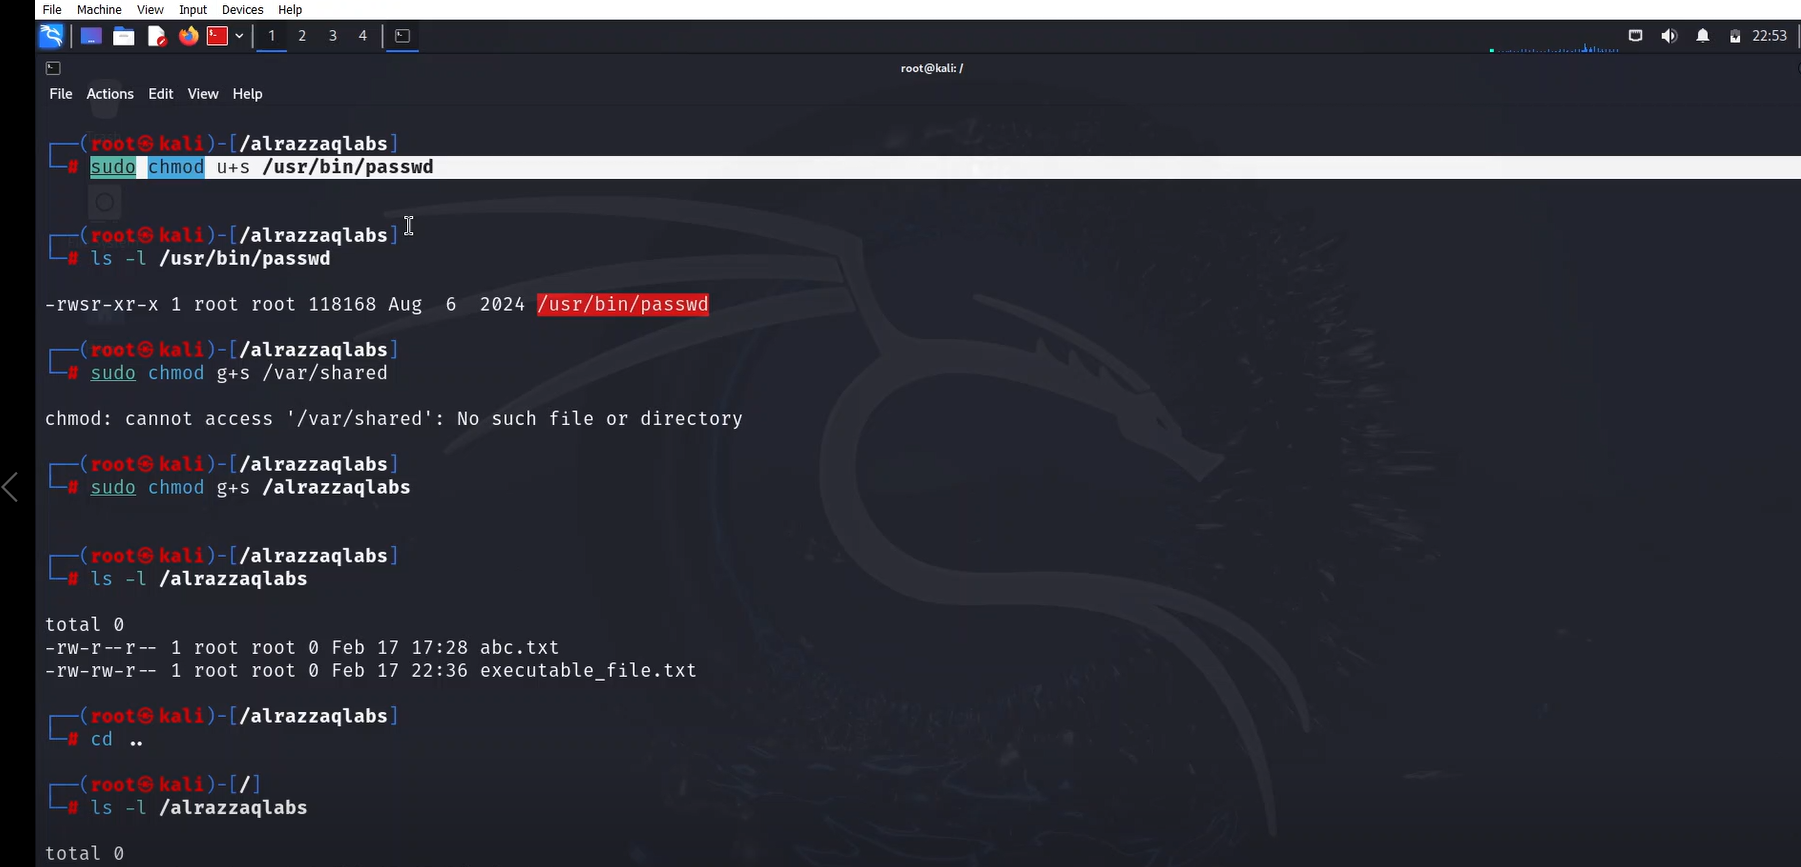 File Machine View Input Devices Help
1 2 3 4 22:53
root@kali: /
File Actions Edit View Help
┌──(root㉿kali)-[/alrazzaqlabs]
└─# sudo chmod u+s /usr/bin/passwd
┌──(root㉿kali)-[/alrazzaqlabs]
└─# ls -l /usr/bin/passwd
-rwsr-xr-x 1 root root 118168 Aug  6  2024 /usr/bin/passwd
┌──(root㉿kali)-[/alrazzaqlabs]
└─# sudo chmod g+s /var/shared
chmod: cannot access '/var/shared': No such file or directory
┌──(root㉿kali)-[/alrazzaqlabs]
└─# sudo chmod g+s /alrazzaqlabs
┌──(root㉿kali)-[/alrazzaqlabs]
└─# ls -l /alrazzaqlabs
total 0
-rw-r--r-- 1 root root 0 Feb 17 17:28 abc.txt
-rw-rw-r-- 1 root root 0 Feb 17 22:36 executable_file.txt
┌──(root㉿kali)-[/alrazzaqlabs]
└─# cd ..
┌──(root㉿kali)-[/]
└─# ls -l /alrazzaqlabs
total 0